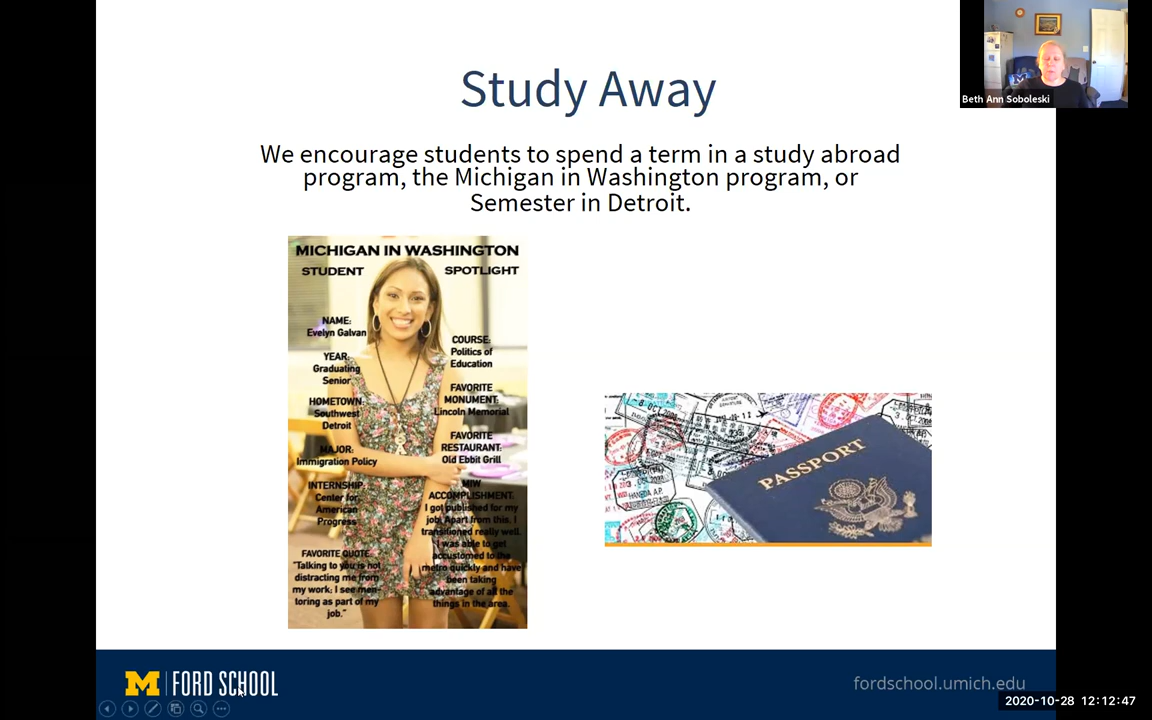 Study Away
We encourage students to spend a term in a study abroad
program, the Michigan in Washington program, or
Semester in Detroit.
MICHIGAN IN WASHINGTON
STUDENT SPOTLIGHT
NAME:
Evelyn Galvan
YEAR:
Graduating
Senior
HOMETOWN:
Southwest
Detroit
MAJOR:
Immigration Policy
INTERNSHIP:
Center for
American
Progress
FAVORITE QUOTE:
"Talking to you is not
distracting me from
my work; I see men-
toring as part of my
job."
COURSE:
Politics of
Education
FAVORITE
MONUMENT:
Lincoln Memorial
FAVORITE
RESTAURANT:
Old Ebbit Grill
MIW
ACCOMPLISHMENT:
I got published for my
job. Apart from this, I
transitioned really well.
I was able to get
accustomed to the
metro quickly and have
been taking
advantage of all the
things in the area.
PASSPORT
M FORD SCHOOL
fordschool.umich.edu
Beth Ann Soboleski
2020-10-28 12:12:47